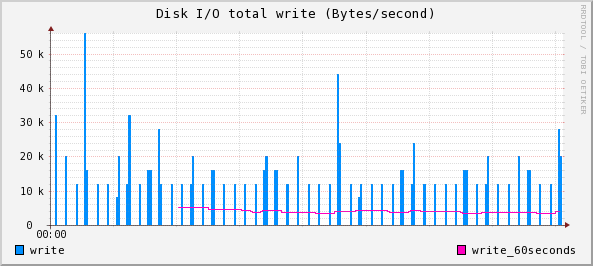 Disk I/O total write (Bytes/second)
RRDTOOL / TOBI OETIKER
50 k
40 k
30 k
20 k
10 k
0
00:00
write
write_60seconds